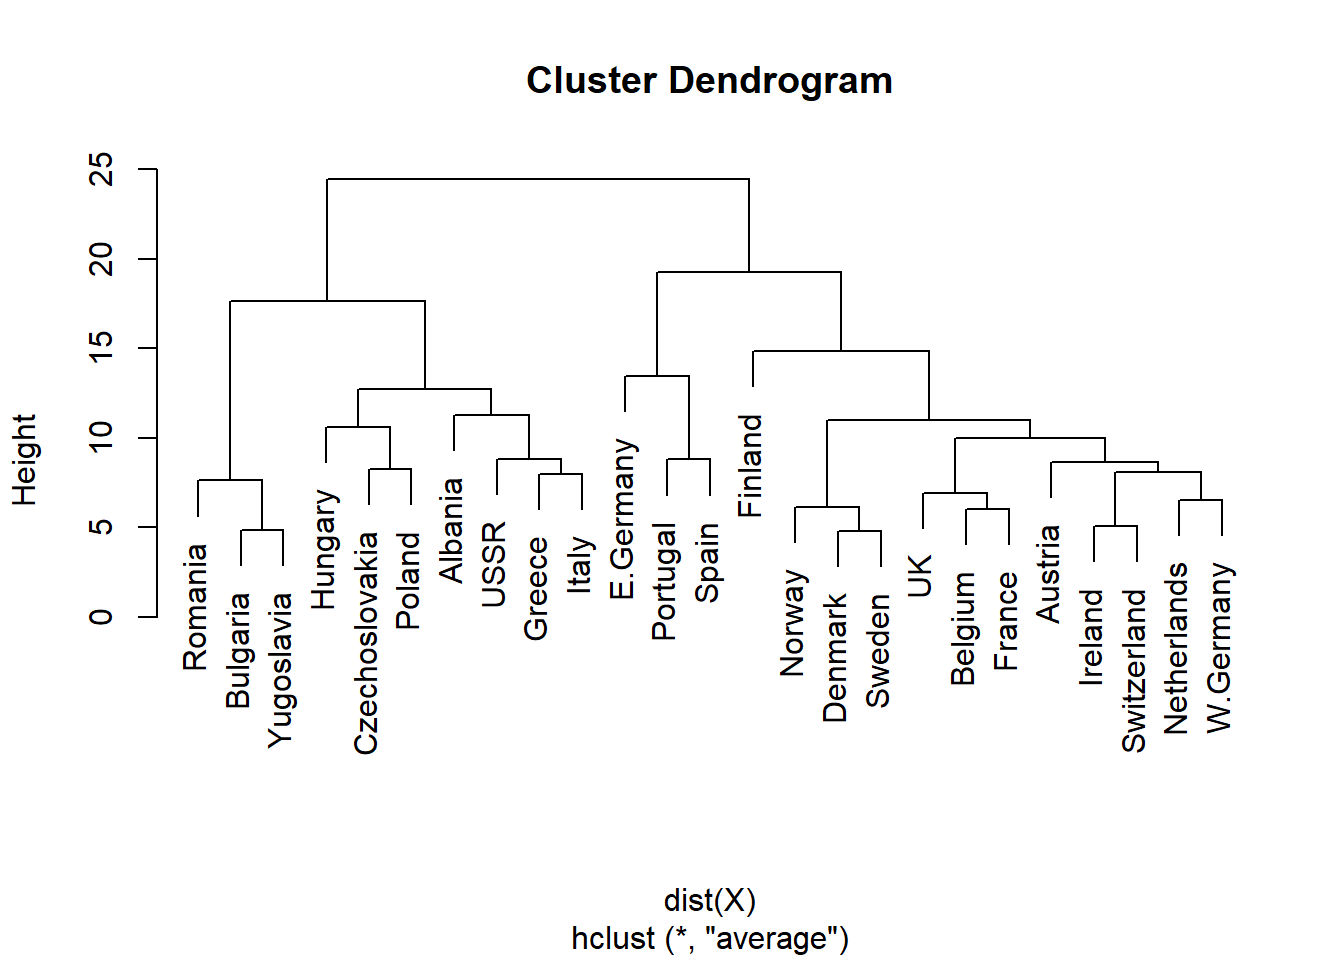 Cluster Dendrogram
Height
25
20
15
10
5
0
Romania
Bulgaria
Yugoslavia
Hungary
Czechoslovakia
Poland
Albania
USSR
Greece
Italy
E.Germany
Portugal
Spain
Finland
Norway
Denmark
Sweden
UK
Belgium
France
Austria
Ireland
Switzerland
Netherlands
W.Germany
dist(X)
hclust (*, "average")